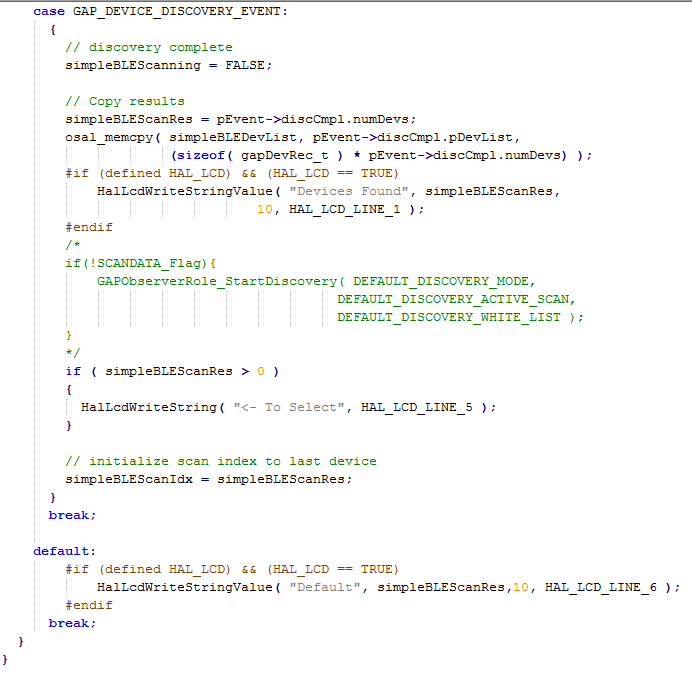 case GAP_DEVICE_DISCOVERY_EVENT:
{
// discovery complete
simpleBLEScanning = FALSE;
// Copy results
simpleBLEScanRes = pEvent->discCmpl.numDevs;
osal_memcpy( simpleBLEDevList, pEvent->discCmpl.pDevList,
(sizeof( gapDevRec_t ) * pEvent->discCmpl.numDevs) );
#if (defined HAL_LCD) && (HAL_LCD == TRUE)
HalLcdWriteStringValue( "Devices Found", simpleBLEScanRes,
10, HAL_LCD_LINE_1 );
#endif
/*
if(!SCANDATA_Flag){
GAPObserverRole_StartDiscovery( DEFAULT_DISCOVERY_MODE,
DEFAULT_DISCOVERY_ACTIVE_SCAN,
DEFAULT_DISCOVERY_WHITE_LIST );
}
*/
if ( simpleBLEScanRes > 0 )
{
HalLcdWriteString( "<- To Select", HAL_LCD_LINE_5 );
}
// initialize scan index to last device
simpleBLEScanIdx = simpleBLEScanRes;
}
break;
default:
#if (defined HAL_LCD) && (HAL_LCD == TRUE)
HalLcdWriteStringValue( "Default", simpleBLEScanRes,10, HAL_LCD_LINE_6 );
#endif
break;
}
}